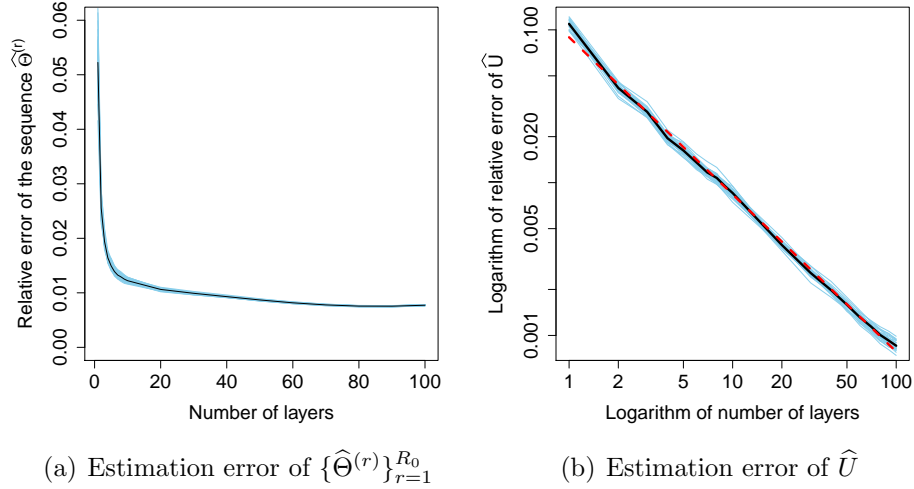 0.00
0.01
0.02
0.03
0.04
0.05
0.06
Relative error of the sequence Θ̂⁽ʳ⁾
0 20 40 60 80 100
Number of layers
0.001
0.005
0.020
0.100
Logarithm of relative error of Û
1 2 5 10 20 50 100
Logarithm of number of layers
(a) Estimation error of {Θ̂⁽ʳ⁾}ᴿ⁰ᵣ₌₁
(b) Estimation error of Û